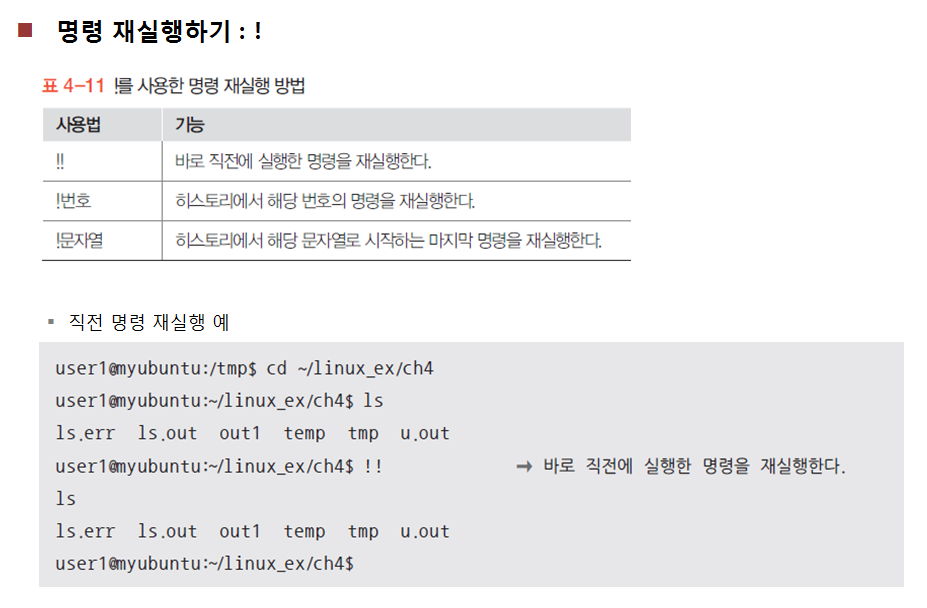 ■ 명령 재실행하기 : !
표 4-11 !를 사용한 명령 재실행 방법
사용법 기능
!! 바로 직전에 실행한 명령을 재실행한다.
!번호 히스토리에서 해당 번호의 명령을 재실행한다.
!문자열 히스토리에서 해당 문자열로 시작하는 마지막 명령을 재실행한다.
▪ 직전 명령 재실행 예
user1@myubuntu:/tmp$ cd ~/linux_ex/ch4
user1@myubuntu:~/linux_ex/ch4$ ls
ls.err ls.out out1 temp tmp u.out
user1@myubuntu:~/linux_ex/ch4$ !! → 바로 직전에 실행한 명령을 재실행한다.
ls
ls.err ls.out out1 temp tmp u.out
user1@myubuntu:~/linux_ex/ch4$